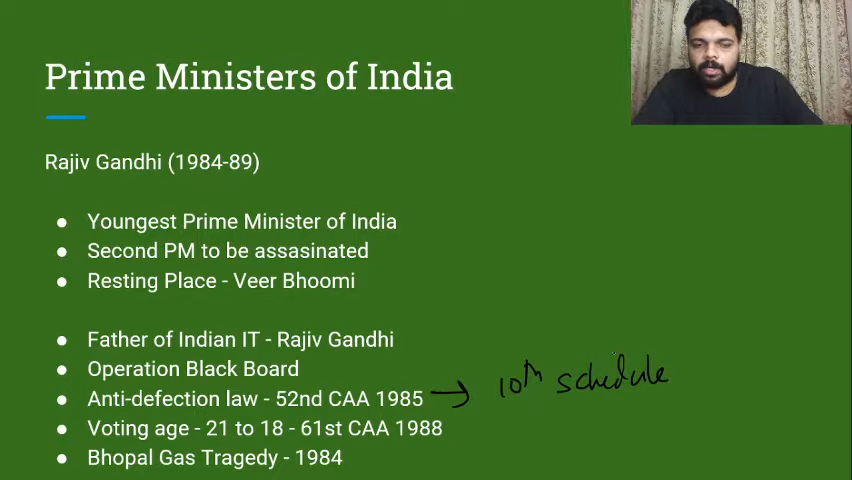 Prime Ministers of India
Rajiv Gandhi (1984-89)
● Youngest Prime Minister of India
● Second PM to be assasinated
● Resting Place - Veer Bhoomi
● Father of Indian IT - Rajiv Gandhi
● Operation Black Board
● Anti-defection law - 52nd CAA 1985 → 10th schedule
● Voting age - 21 to 18 - 61st CAA 1988
● Bhopal Gas Tragedy - 1984